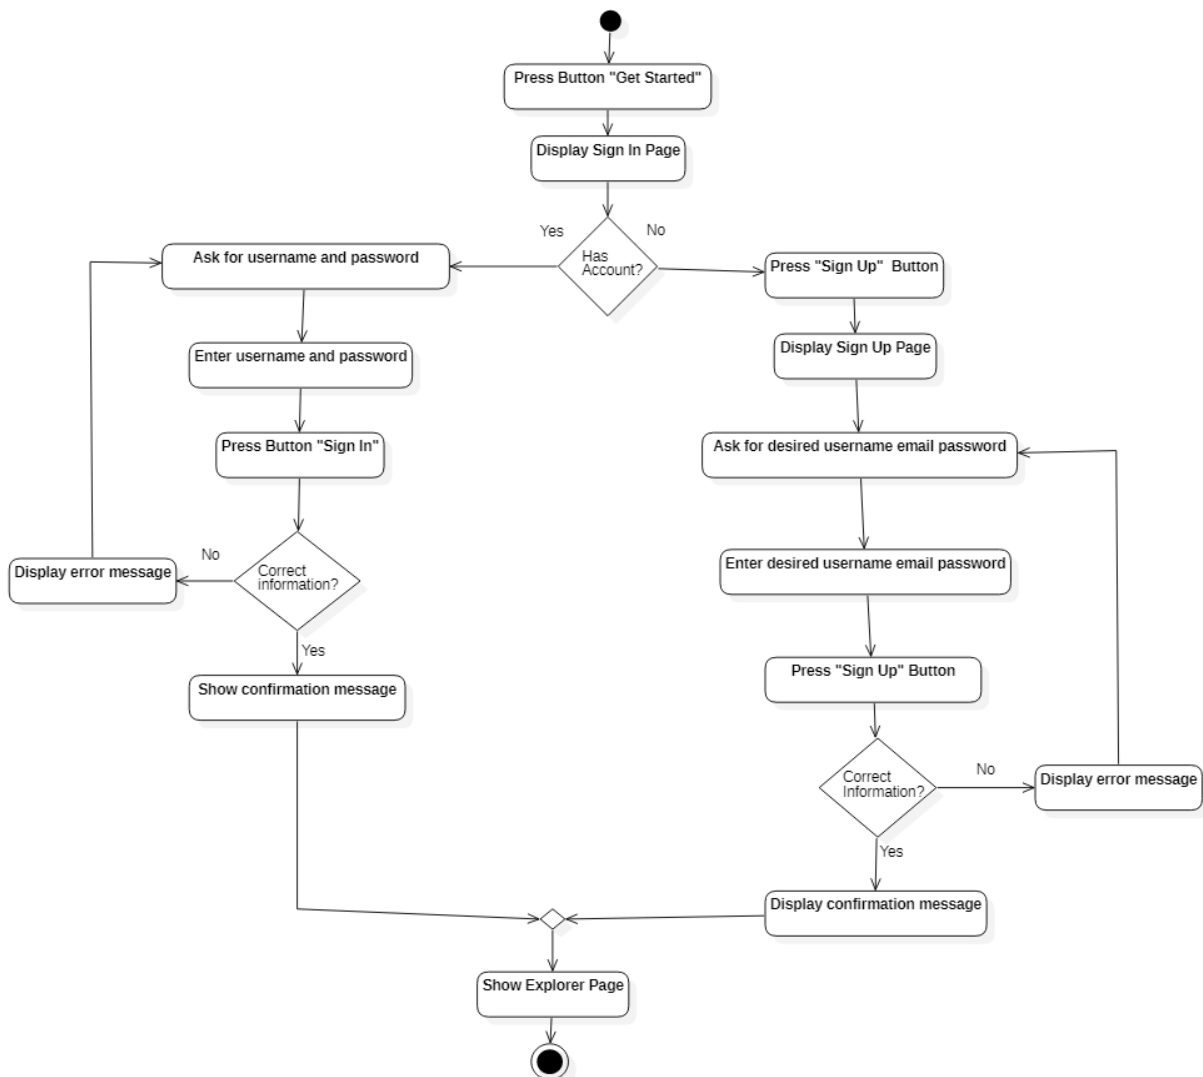 Press Button "Get Started"
Display Sign In Page
Yes
No
Has
Account?
Ask for username and password
Press "Sign Up"  Button
Enter username and password
Display Sign Up Page
Press Button "Sign In"
Ask for desired username email password
No
Correct
information?
Display error message
Enter desired username email password
Yes
Show confirmation message
Press "Sign Up" Button
Correct
Information?
No
Display error message
Yes
Display confirmation message
Show Explorer Page